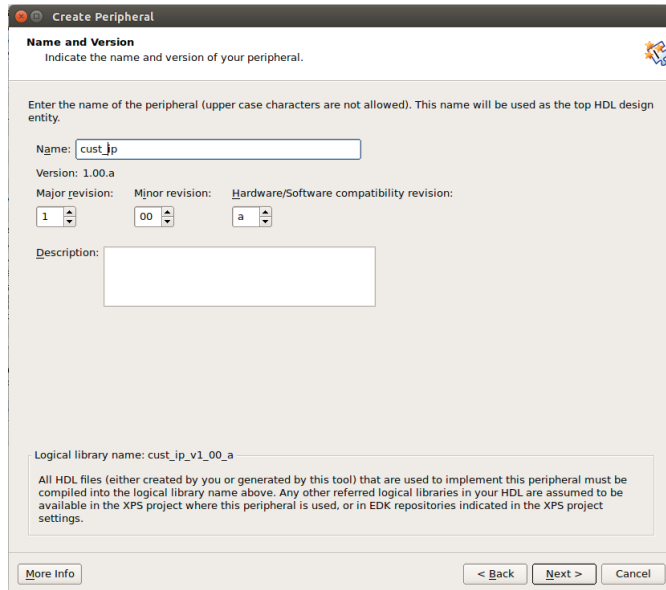 Create Peripheral
Name and Version
Indicate the name and version of your peripheral.
Enter the name of the peripheral (upper case characters are not allowed). This name will be used as the top HDL design
entity.
Name: cust_ip
Version: 1.00.a
Major revision: Minor revision: Hardware/Software compatibility revision:
1 00 a
Description:
Logical library name: cust_ip_v1_00_a
All HDL files (either created by you or generated by this tool) that are used to implement this peripheral must be
compiled into the logical library name above. Any other referred logical libraries in your HDL are assumed to be
available in the XPS project where this peripheral is used, or in EDK repositories indicated in the XPS project
settings.
More Info < Back Next > Cancel